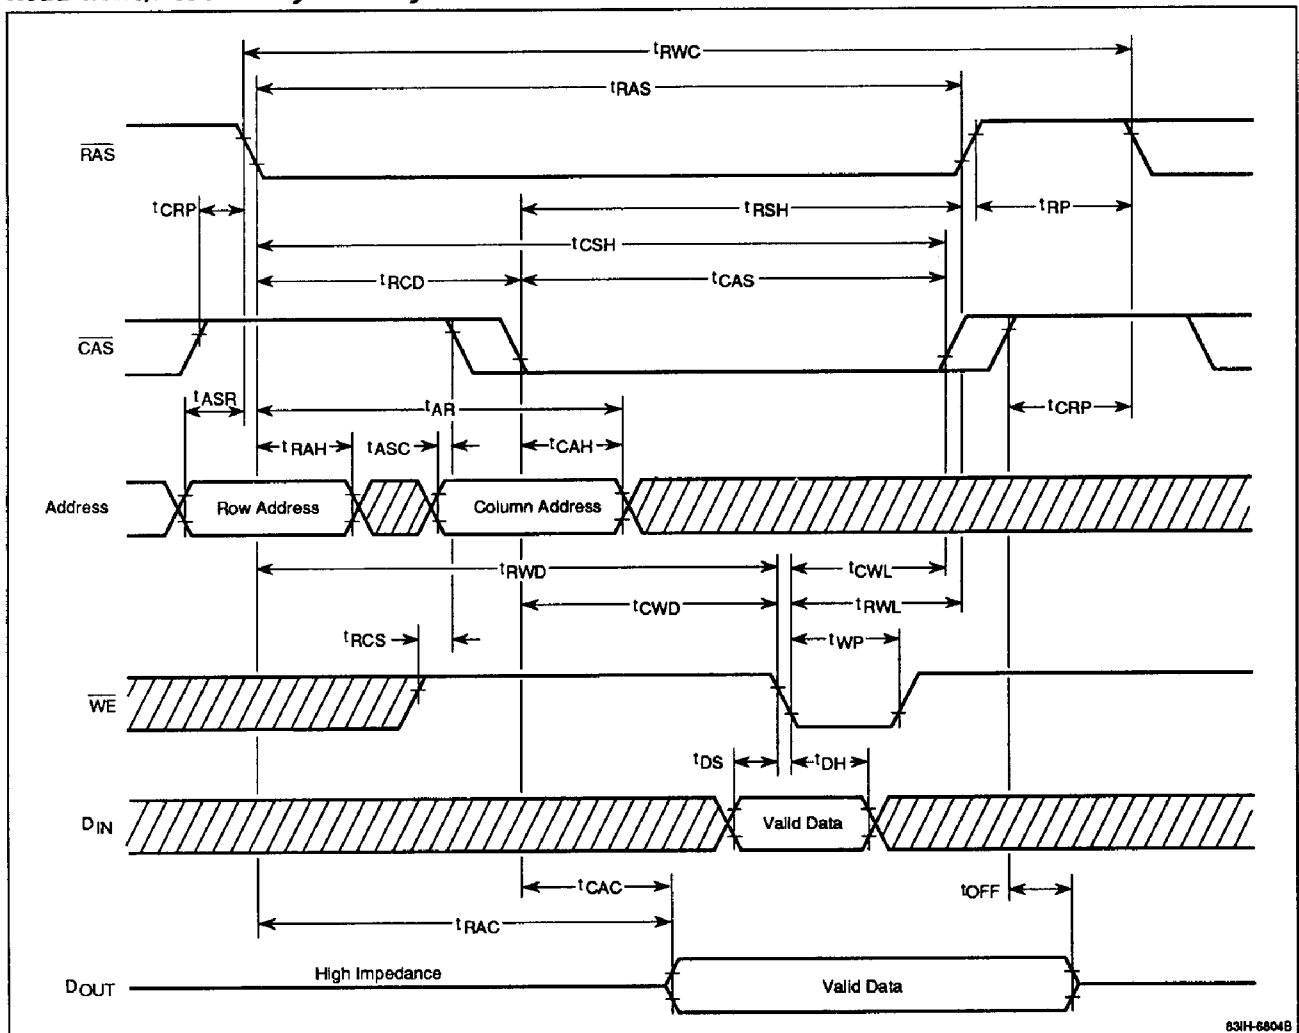 tRWC
tRAS
RAS
tCRP
tRSH
tRP
tCSH
tRCD
tCAS
CAS
tASR
tAR
tCRP
tRAH
tASC
tCAH
Address
Row Address
Column Address
tRWD
tCWL
tCWD
tRWL
tRCS
tWP
WE
tDS
tDH
DIN
Valid Data
tCAC
tOFF
tRAC
High Impedance
DOUT
Valid Data
83IH-6804B